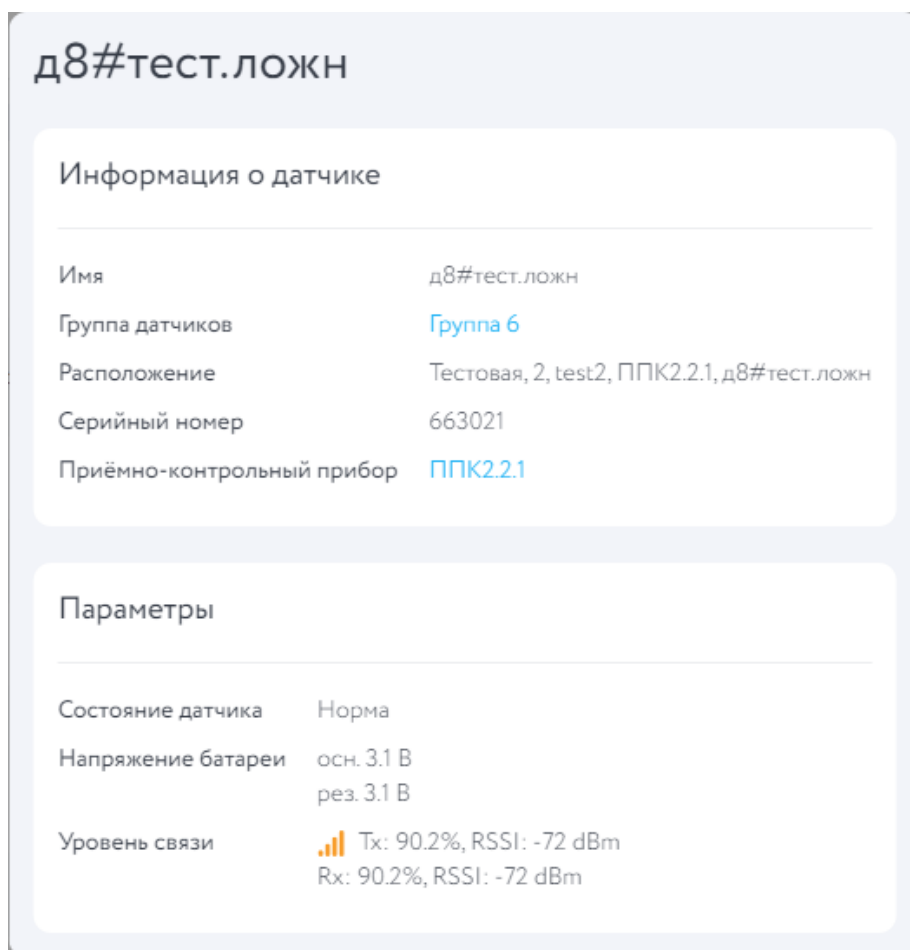 д8#тест.ложн
Информация о датчике
Имя д8#тест.ложн
Группа датчиков Группа 6
Расположение Тестовая, 2, test2, ППК2.2.1, д8#тест.ложн
Серийный номер 663021
Приёмно-контрольный прибор ППК2.2.1
Параметры
Состояние датчика Норма
Напряжение батареи осн. 3.1 В
рез. 3.1 В
Уровень связи Tx: 90.2%, RSSI: -72 dBm
Rx: 90.2%, RSSI: -72 dBm